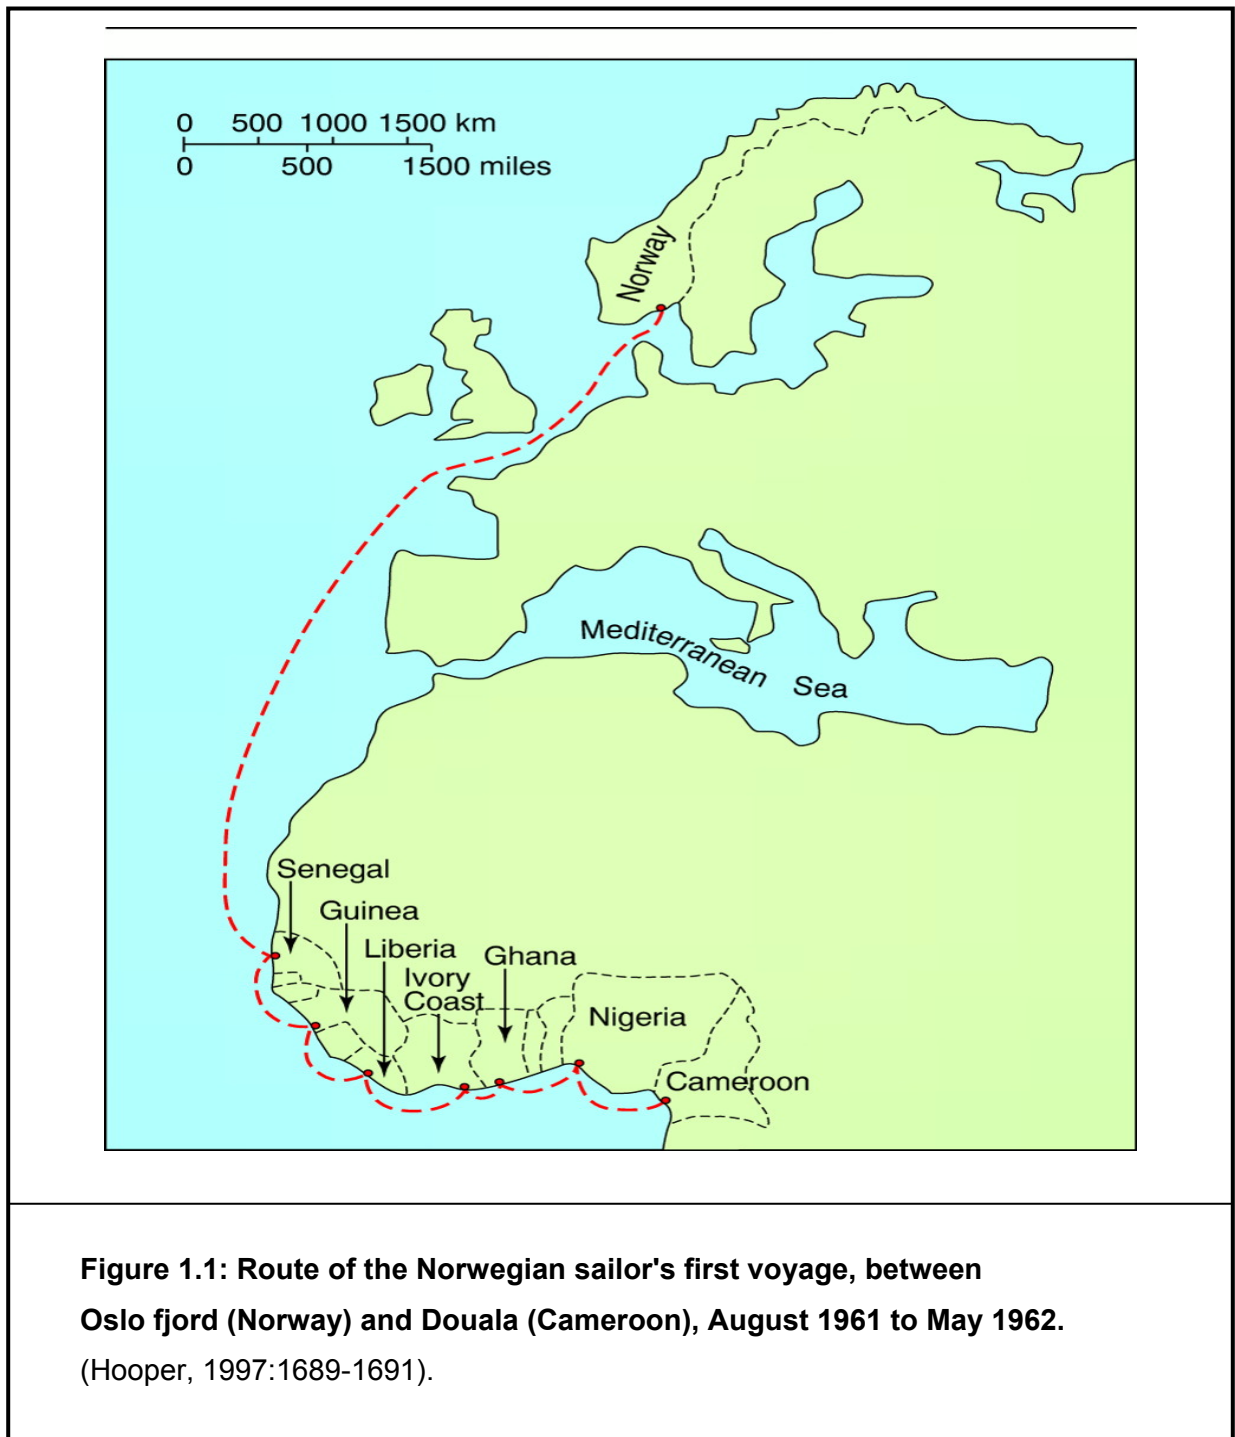 0 500 1000 1500 km
0 500 1500 miles
Norway
Mediterranean Sea
Senegal
Guinea
Liberia
Ivory
Coast
Ghana
Nigeria
Cameroon
Figure 1.1: Route of the Norwegian sailor's first voyage, between
Oslo fjord (Norway) and Douala (Cameroon), August 1961 to May 1962.
(Hooper, 1997:1689-1691).